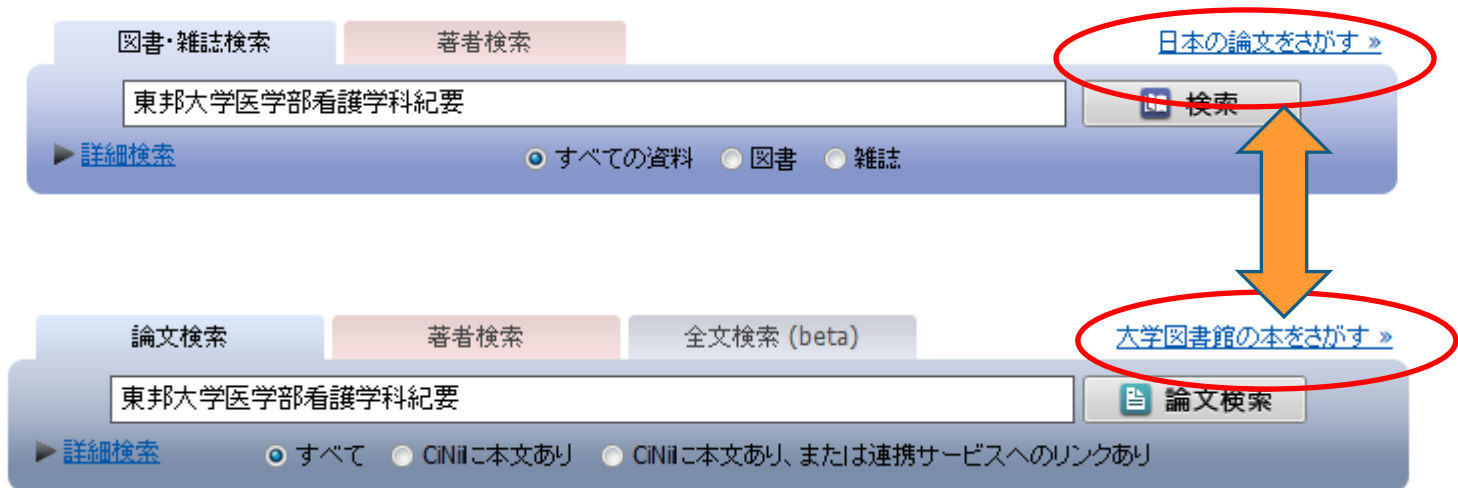 図書・雑誌検索 著者検索 日本の論文をさがす »
東邦大学医学部看護学科紀要 検索
▶詳細検索 すべての資料 図書 雑誌
論文検索 著者検索 全文検索 (beta) 大学図書館の本をさがす »
東邦大学医学部看護学科紀要 論文検索
▶詳細検索 すべて CiNiiに本文あり CiNiiに本文あり、または連携サービスへのリンクあり